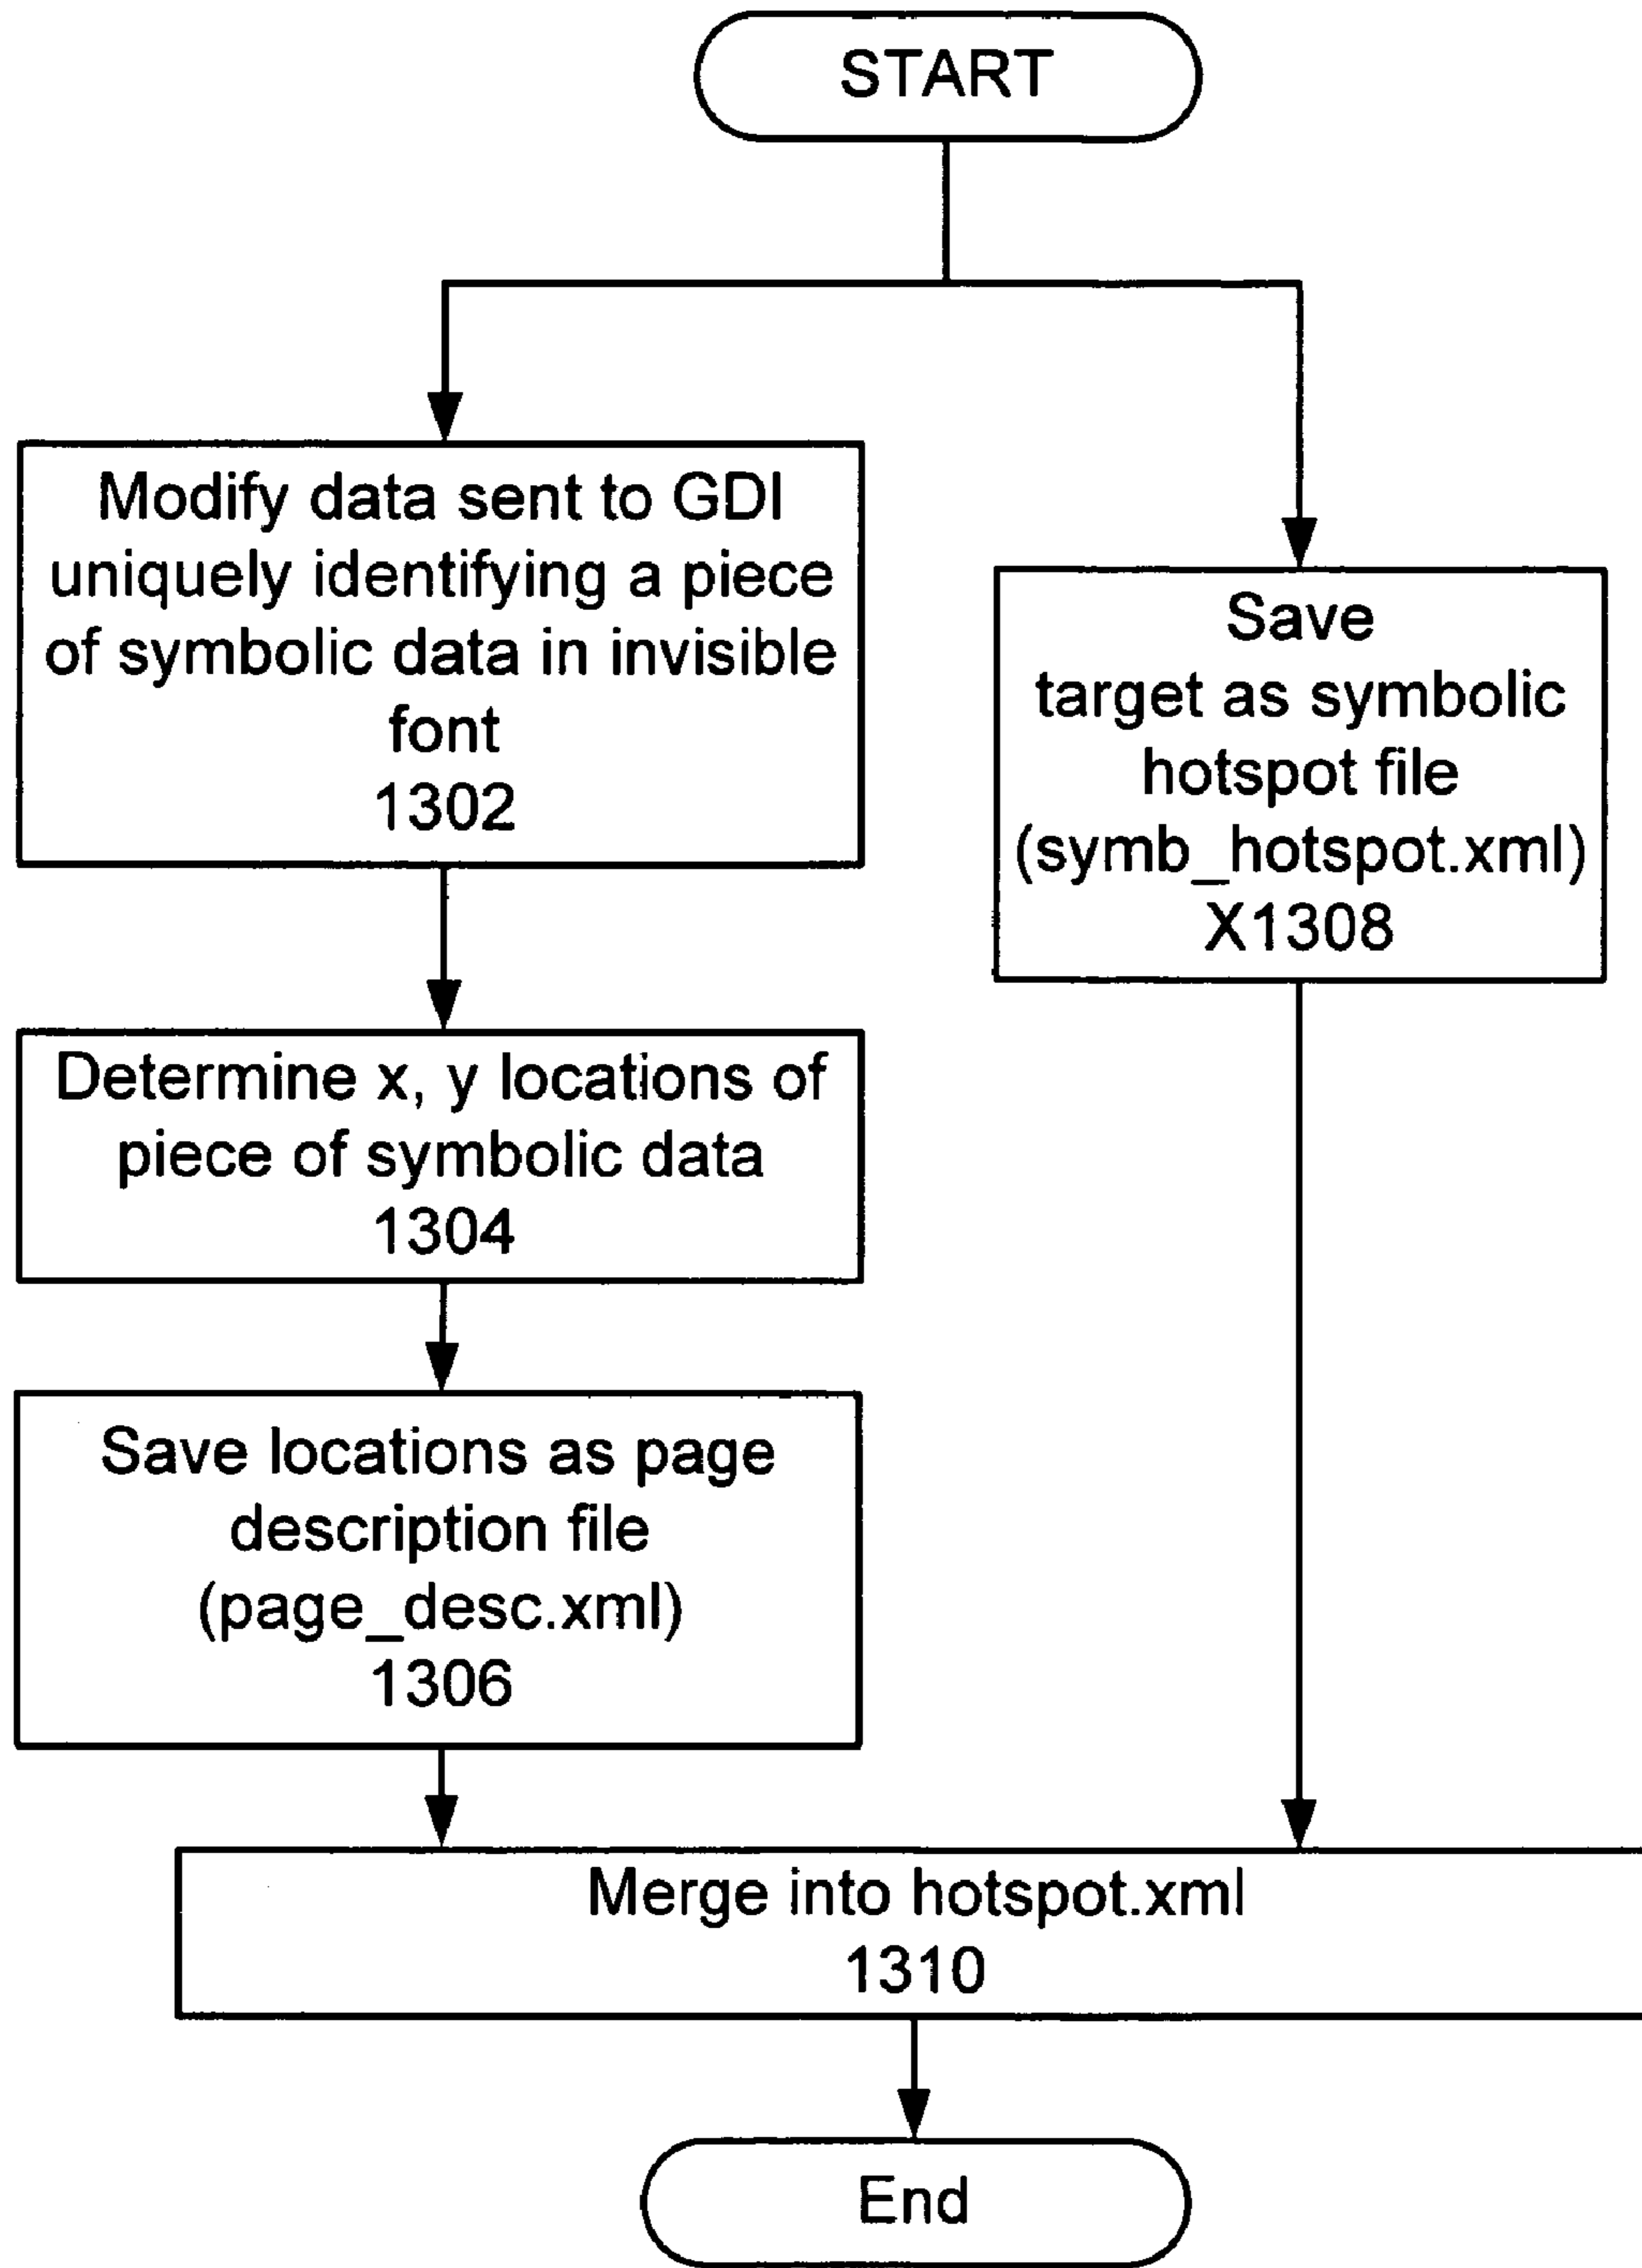 START
Modify data sent to GDI
uniquely identifying a piece
of symbolic data in invisible
font
1302
Save
target as symbolic
hotspot file
(symb_hotspot.xml)
X1308
Determine x, y locations of
piece of symbolic data
1304
Save locations as page
description file
(page_desc.xml)
1306
Merge into hotspot.xml
1310
End